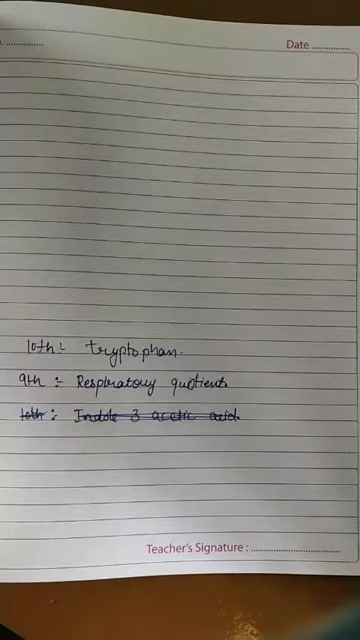 Date ................
10th:- tryptophan.
9th :- Respiratory quotient.
10th : Indole 3 acetic acid.
Teacher's Signature : ..............................